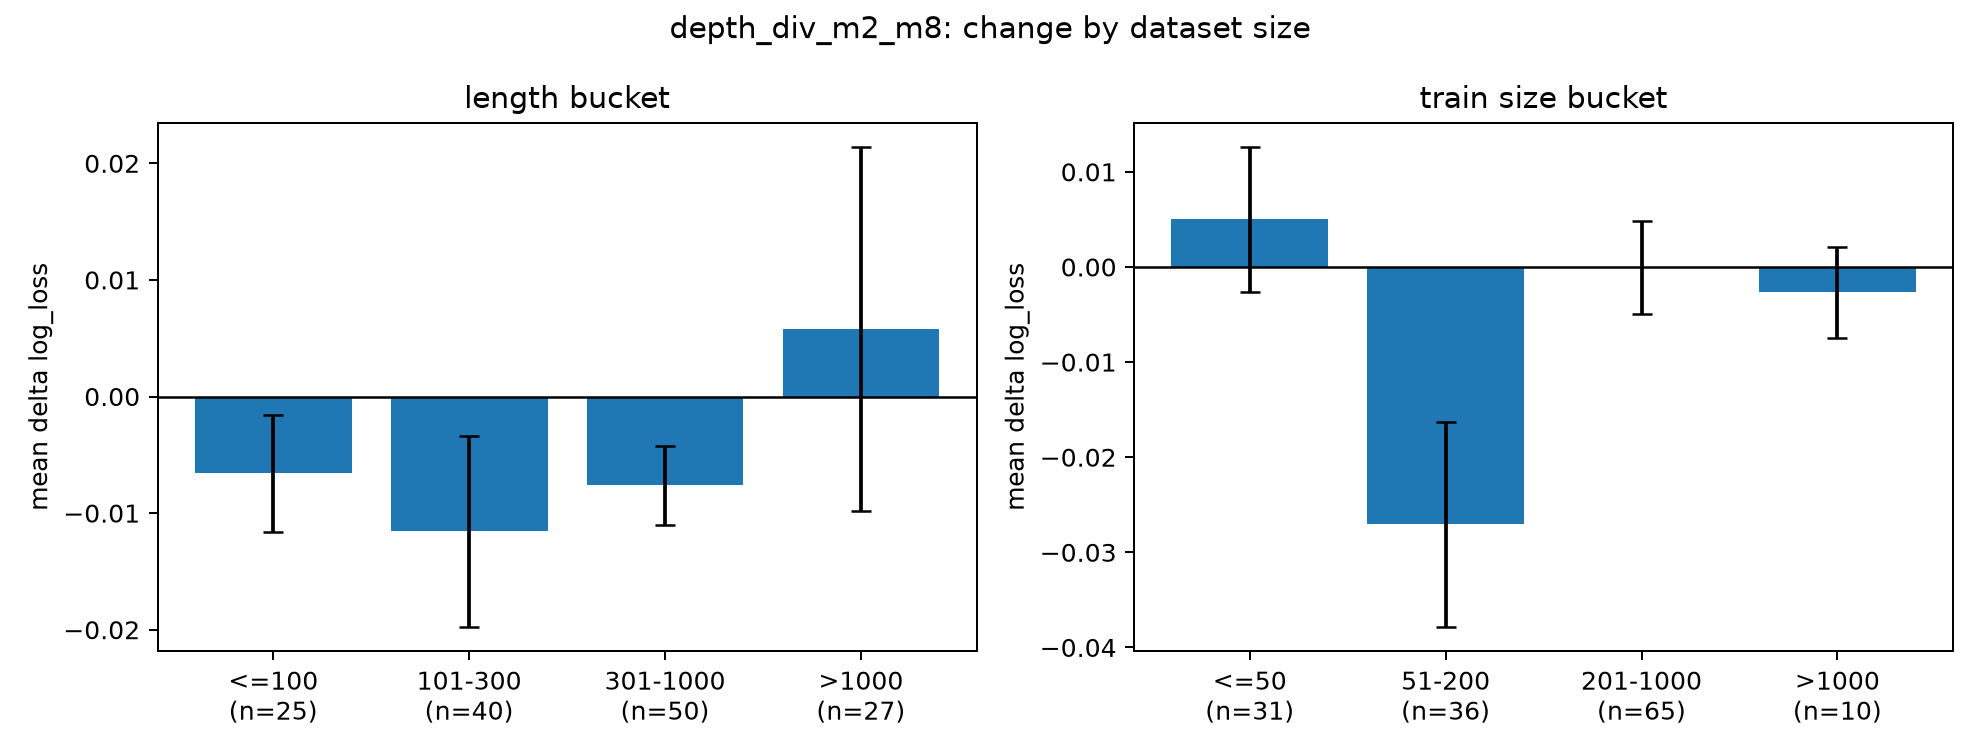 depth_div_m2_m8: change by dataset size
length bucket
mean delta log_loss
0.02
0.01
0.00
−0.01
−0.02
<=100 101-300 301-1000 >1000
(n=25) (n=40) (n=50) (n=27)
train size bucket
mean delta log_loss
0.01
0.00
−0.01
−0.02
−0.03
−0.04
<=50 51-200 201-1000 >1000
(n=31) (n=36) (n=65) (n=10)